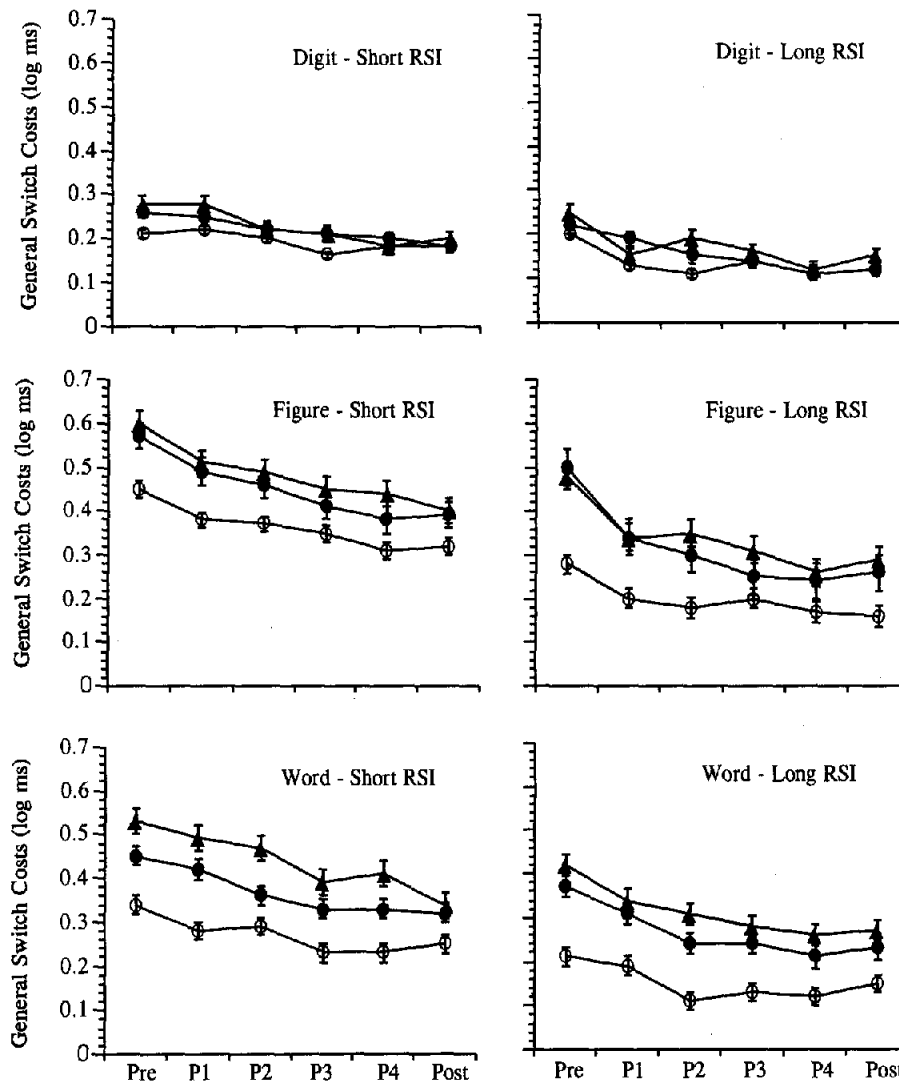 General Switch Costs (log ms)
0.7
0.6
0.5
0.4
0.3
0.2
0.1
0
Digit - Short RSI
Digit - Long RSI
General Switch Costs (log ms)
0.7
0.6
0.5
0.4
0.3
0.2
0.1
0
Figure - Short RSI
Figure - Long RSI
General Switch Costs (log ms)
0.7
0.6
0.5
0.4
0.3
0.2
0.1
0
Word - Short RSI
Word - Long RSI
Pre P1 P2 P3 P4 Post
Pre P1 P2 P3 P4 Post